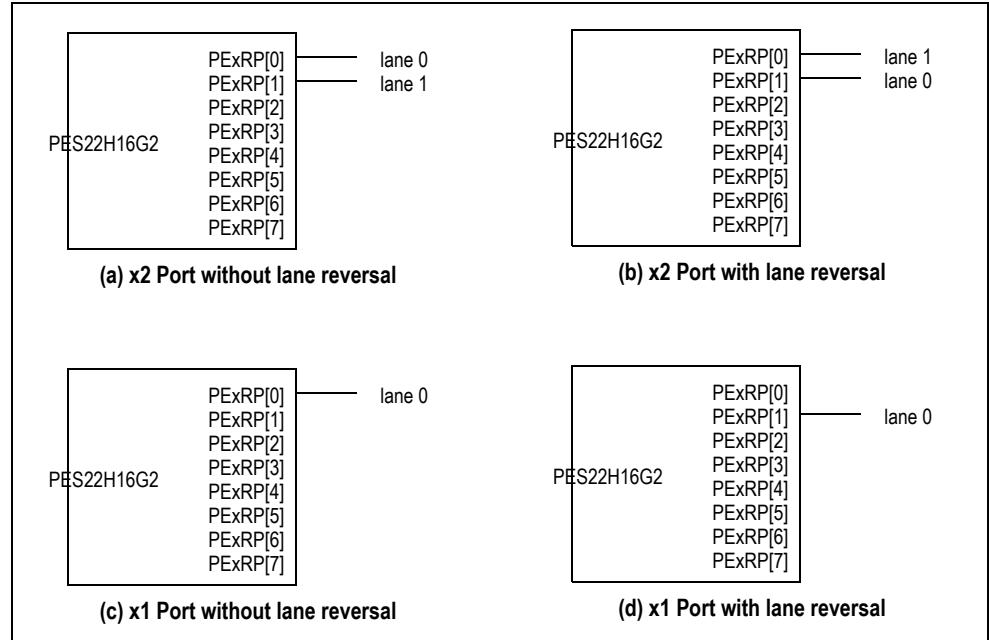 PES22H16G2
PExRP[0]
PExRP[1]
PExRP[2]
PExRP[3]
PExRP[4]
PExRP[5]
PExRP[6]
PExRP[7]
lane 0
lane 1
(a) x2 Port without lane reversal
PES22H16G2
PExRP[0]
PExRP[1]
PExRP[2]
PExRP[3]
PExRP[4]
PExRP[5]
PExRP[6]
PExRP[7]
lane 1
lane 0
(b) x2 Port with lane reversal
PES22H16G2
PExRP[0]
PExRP[1]
PExRP[2]
PExRP[3]
PExRP[4]
PExRP[5]
PExRP[6]
PExRP[7]
lane 0
(c) x1 Port without lane reversal
PES22H16G2
PExRP[0]
PExRP[1]
PExRP[2]
PExRP[3]
PExRP[4]
PExRP[5]
PExRP[6]
PExRP[7]
lane 0
(d) x1 Port with lane reversal